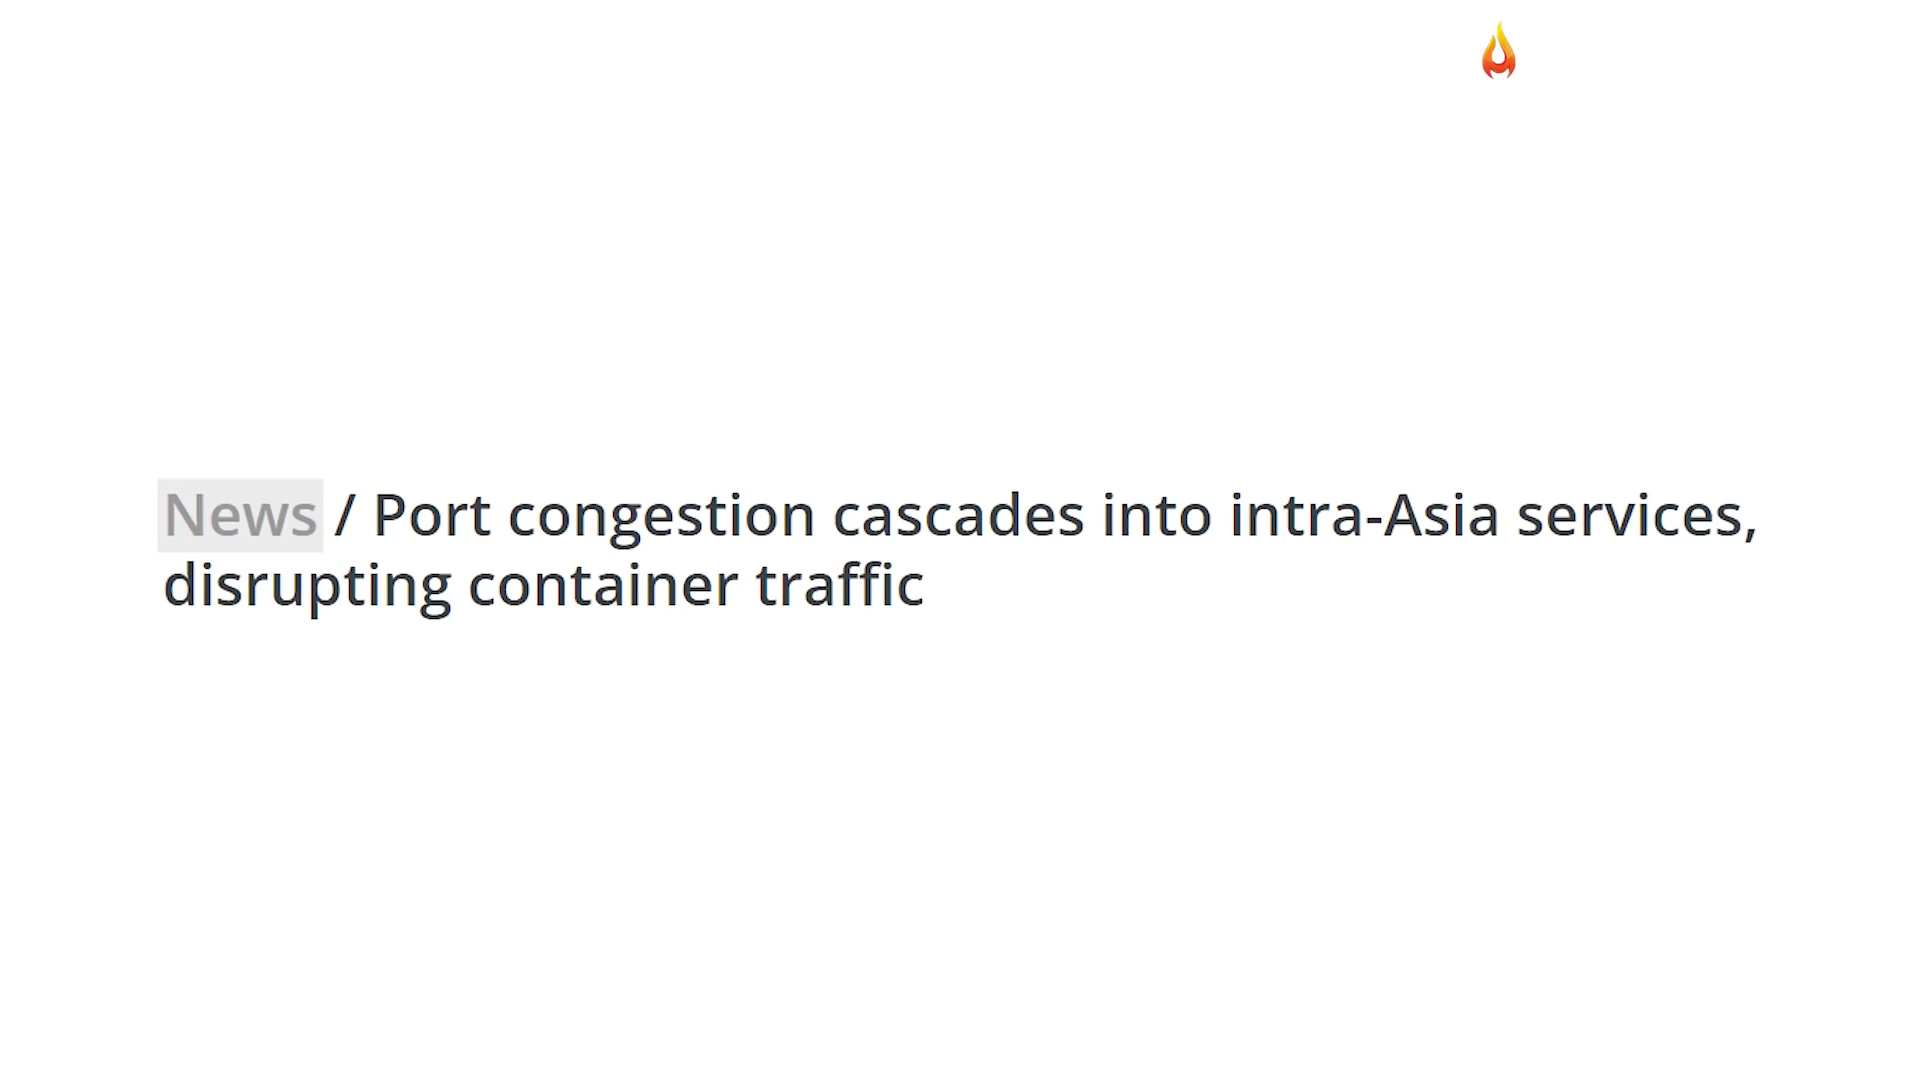 News / Port congestion cascades into intra-Asia services,
disrupting container traffic